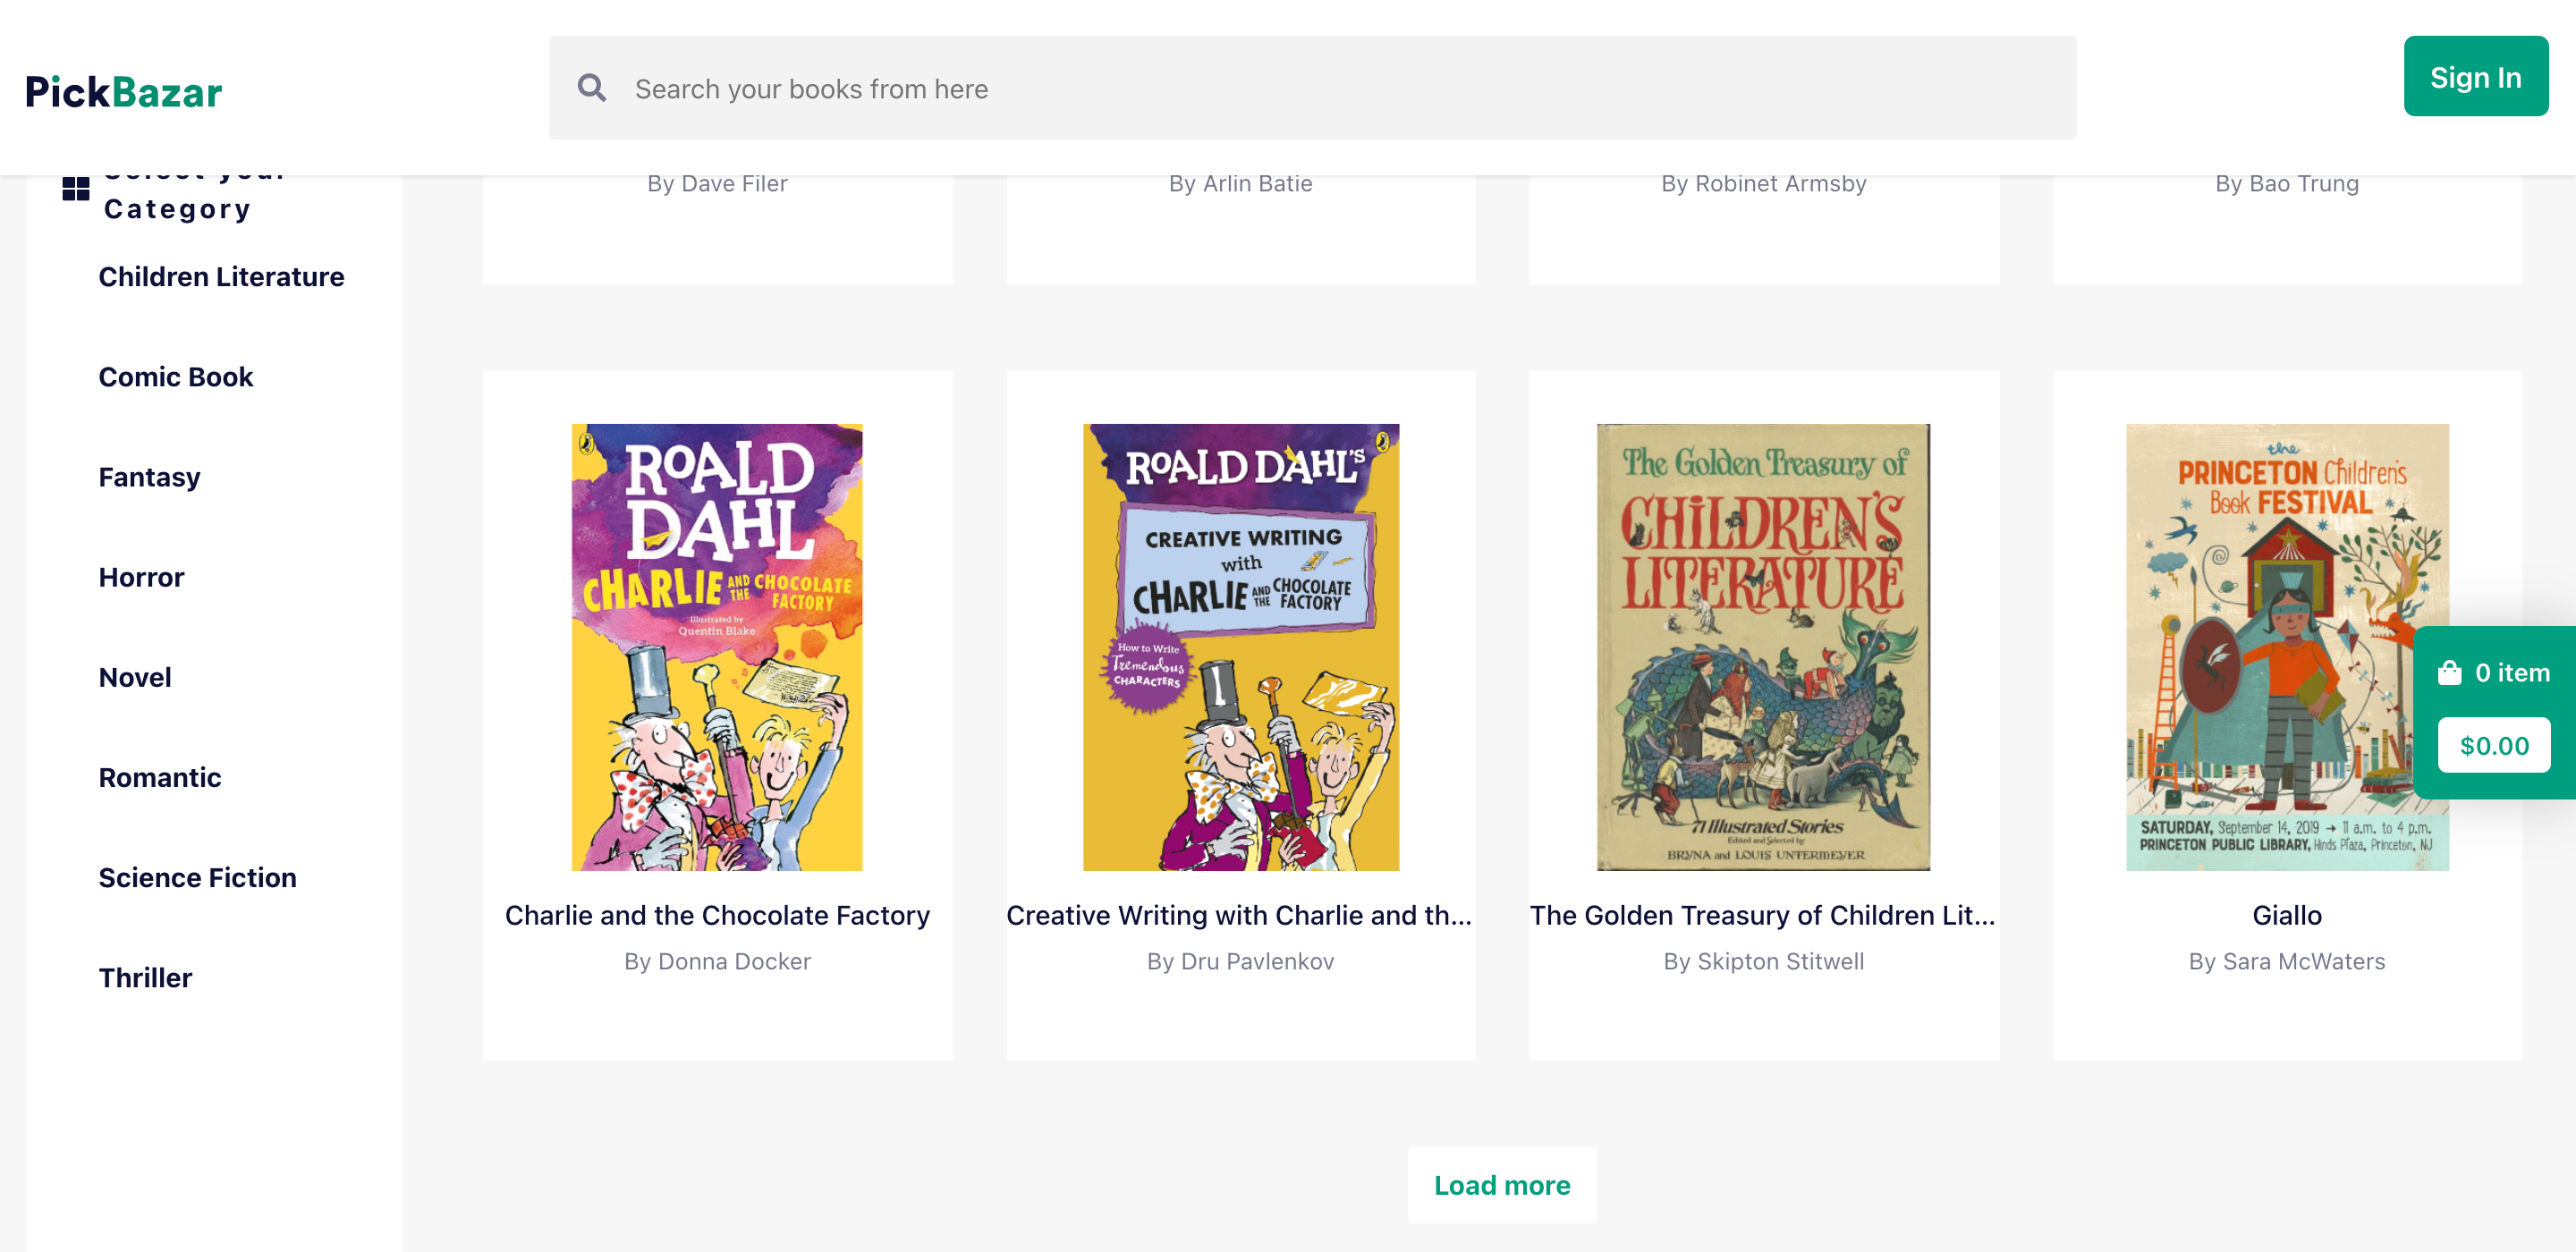 PickBazar
Search your books from here
Sign In
Select your
Category
Children Literature
Comic Book
Fantasy
Horror
Novel
Romantic
Science Fiction
Thriller
By Dave Filer
By Arlin Batie
By Robinet Armsby
By Bao Trung
ROALD
DAHL
CHARLIE AND THE CHOCOLATE FACTORY
Illustrated by
Quentin Blake
Charlie and the Chocolate Factory
By Donna Docker
ROALD DAHL'S
CREATIVE WRITING
with
CHARLIE AND THE CHOCOLATE FACTORY
How to Write
Tremendous
CHARACTERS
Creative Writing with Charlie and th...
By Dru Pavlenkov
The Golden Treasury of
CHILDREN'S
LITERATURE
71 Illustrated Stories
Edited and Selected by
BRYNA and LOUIS UNTERMEYER
The Golden Treasury of Children Lit...
By Skipton Stitwell
the
PRINCETON Children's
Book FESTIVAL
SATURDAY, September 14, 2019 → 11 a.m. to 4 p.m.
PRINCETON PUBLIC LIBRARY, Hinds Plaza, Princeton, NJ
Giallo
By Sara McWaters
0 item
$0.00
Load more